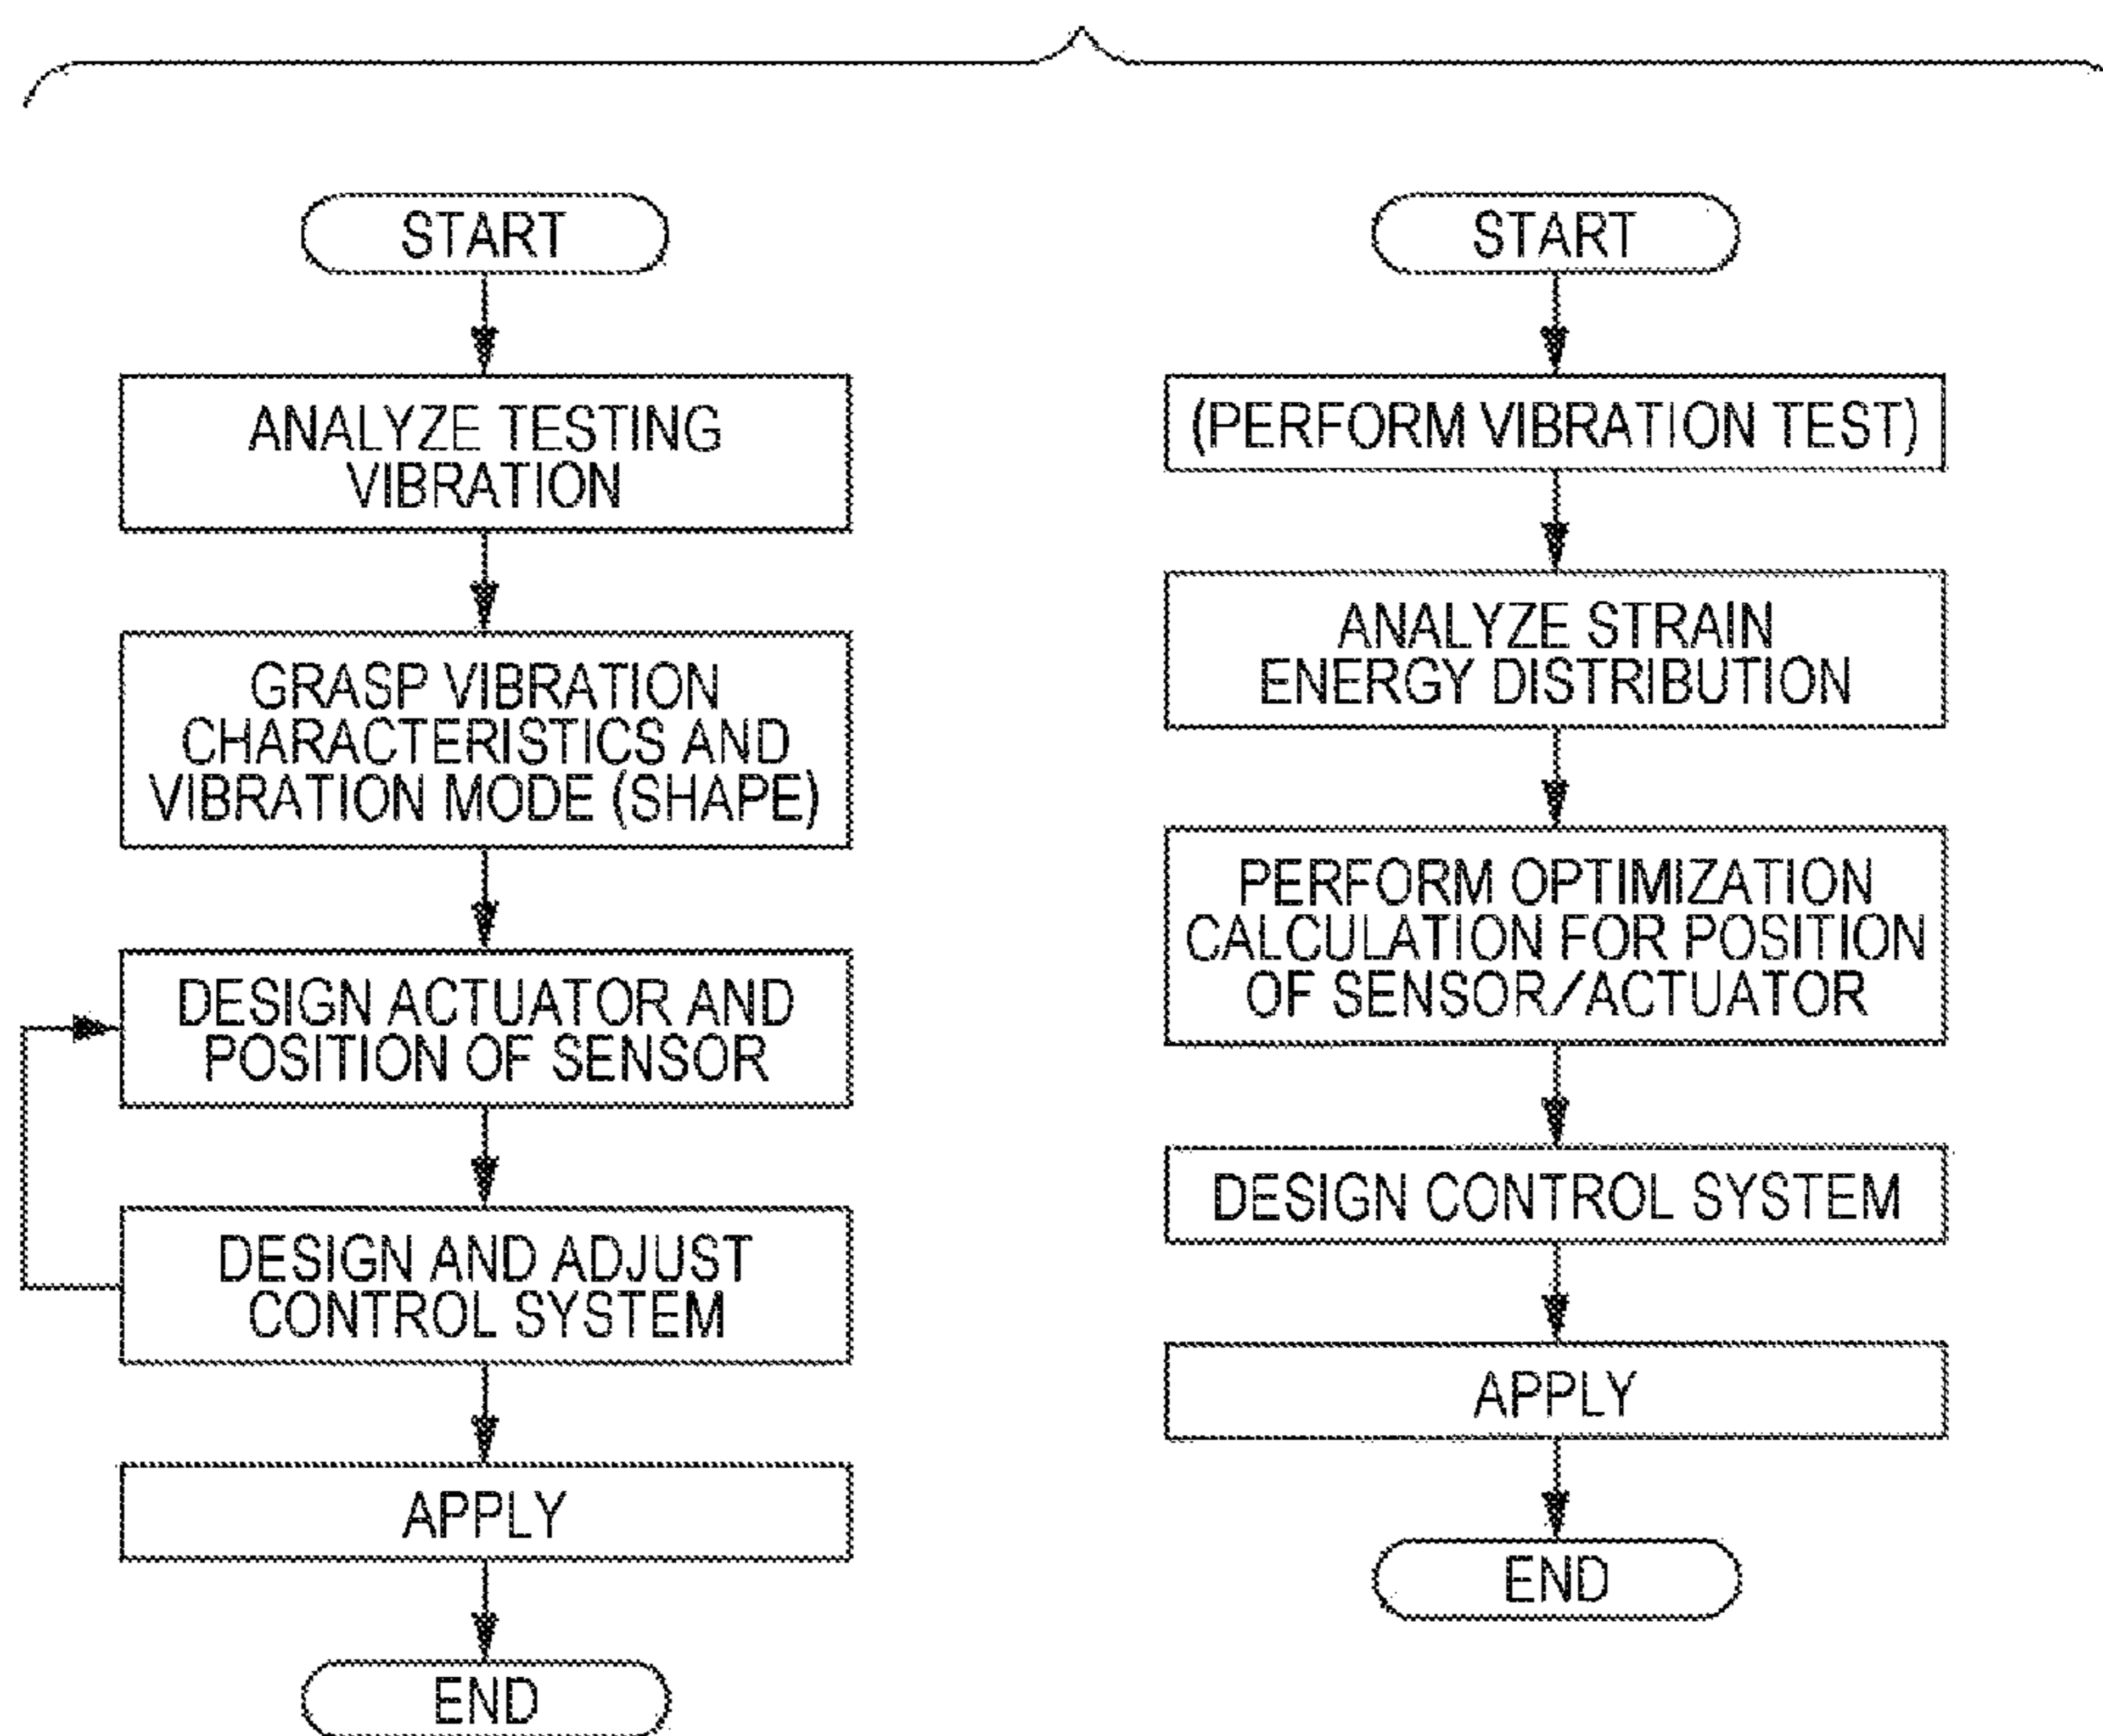 START
ANALYZE TESTING
VIBRATION
GRASP VIBRATION
CHARACTERISTICS AND
VIBRATION MODE (SHAPE)
DESIGN ACTUATOR AND
POSITION OF SENSOR
DESIGN AND ADJUST
CONTROL SYSTEM
APPLY
END
START
(PERFORM VIBRATION TEST)
ANALYZE STRAIN
ENERGY DISTRIBUTION
PERFORM OPTIMIZATION
CALCULATION FOR POSITION
OF SENSOR/ACTUATOR
DESIGN CONTROL SYSTEM
APPLY
END